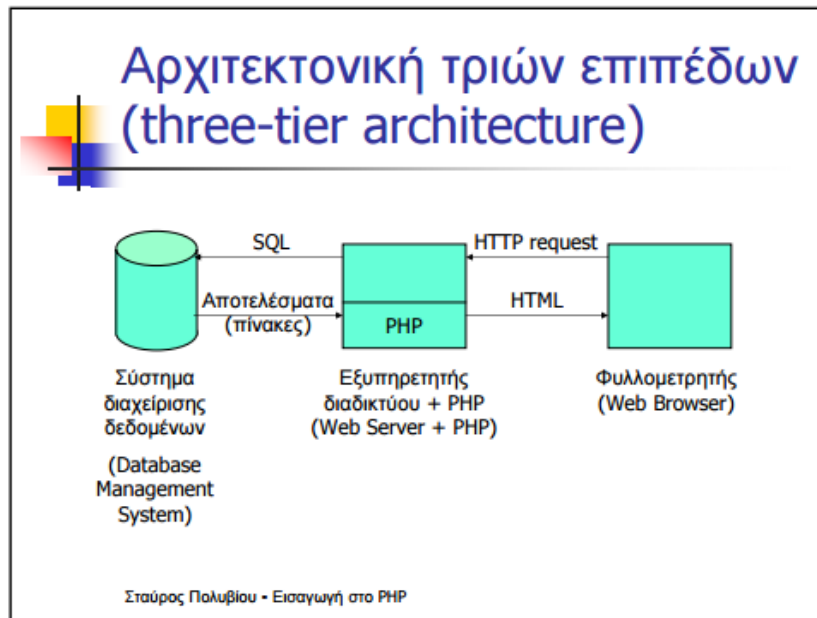 Αρχιτεκτονική τριών επιπέδων
(three-tier architecture)
SQL
HTTP request
Αποτελέσματα
(πίνακες)
PHP
HTML
Σύστημα
διαχείρισης
δεδομένων
(Database
Management
System)
Εξυπηρετητής
διαδικτύου + PHP
(Web Server + PHP)
Φυλλομετρητής
(Web Browser)
Σταύρος Πολυβίου - Εισαγωγή στο PHP